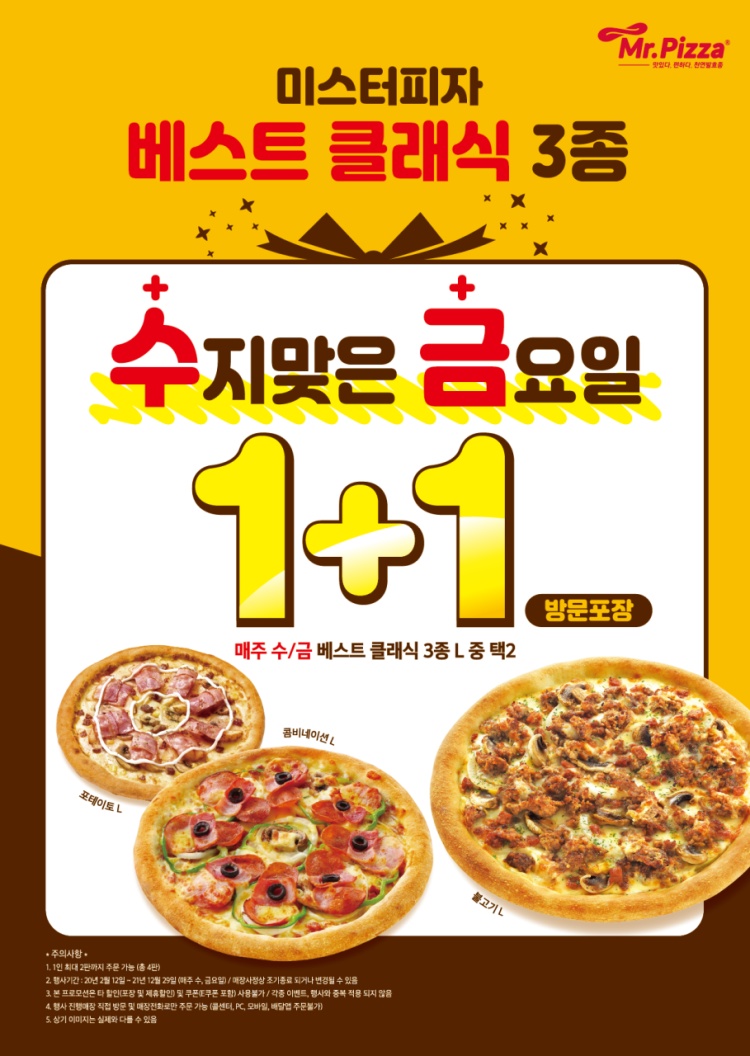 Mr.Pizza®
맛있다. 편하다. 천연발효종
미스터피자
베스트 클래식 3종
수지맞은 금요일
1+1
방문포장
매주 수/금 베스트 클래식 3종 L 중 택2
콤비네이션 L
포테이토 L
불고기 L
• 주의사항 •
1. 1인 최대 2판까지 주문 가능 (총 4판)
2. 행사기간 : 20년 2월 12일 ~ 21년 12월 29일 (매주 수, 금요일) / 매장사정상 조기종료 되거나 변경될 수 있음
3. 본 프로모션은 타 할인(포장 및 제휴할인) 및 쿠폰(E쿠폰 포함) 사용불가 / 각종 이벤트, 행사와 중복 적용 되지 않음
4. 행사 진행매장 직접 방문 및 매장전화로만 주문 가능 (콜센터, PC, 모바일, 배달앱 주문불가)
5. 상기 이미지는 실제와 다를 수 있음